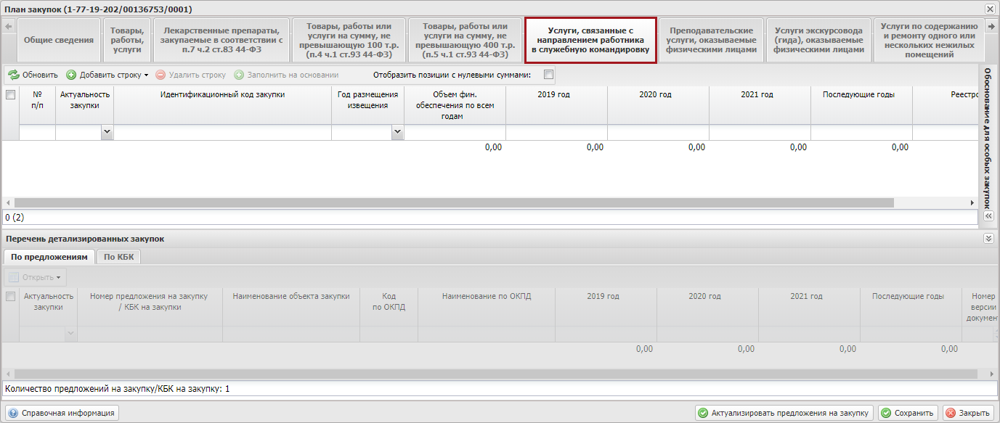 План закупок (1-77-19-202/00136753/0001)
Общие сведения
Товары,
работы,
услуги
Лекарственные препараты,
закупаемые в соответствии с
п.7 ч.2 ст.83 44-ФЗ
Товары, работы или
услуги на сумму, не
превышающую 100 т.р.
(п.4 ч.1 ст.93 44-ФЗ)
Товары, работы или
услуги на сумму, не
превышающую 400 т.р.
(п.5 ч.1 ст.93 44-ФЗ)
Услуги, связанные с
направлением работника
в служебную командировку
Преподавательские
услуги, оказываемые
физическими лицами
Услуги экскурсовода
(гида), оказываемые
физическими лицами
Услуги по содержанию
и ремонту одного или
нескольких нежилых
помещений
Обновить Добавить строку Удалить строку Заполнить на основании Отобразить позиции с нулевыми суммами:
№
п/п
Актуальность
закупки
Идентификационный код закупки
Год размещения
извещения
Объем фин.
обеспечения по всем
годам
2019 год
2020 год
2021 год
Последующие годы
Реестро
0,00 0,00 0,00 0,00 0,00
Обоснование для особых закупок
0 (2)
Перечень детализированных закупок
По предложениям По КБК
Открыть
Актуальность
закупки
Номер предложения на закупку
/ КБК на закупки
Наименование объекта закупки
Код
по ОКПД
Наименование по ОКПД
2019 год
2020 год
2021 год
Последующие годы
Номер
версии
документ
0,00 0,00 0,00 0,00
Количество предложений на закупку/КБК на закупку: 1
Справочная информация Актуализировать предложения на закупку Сохранить Закрыть